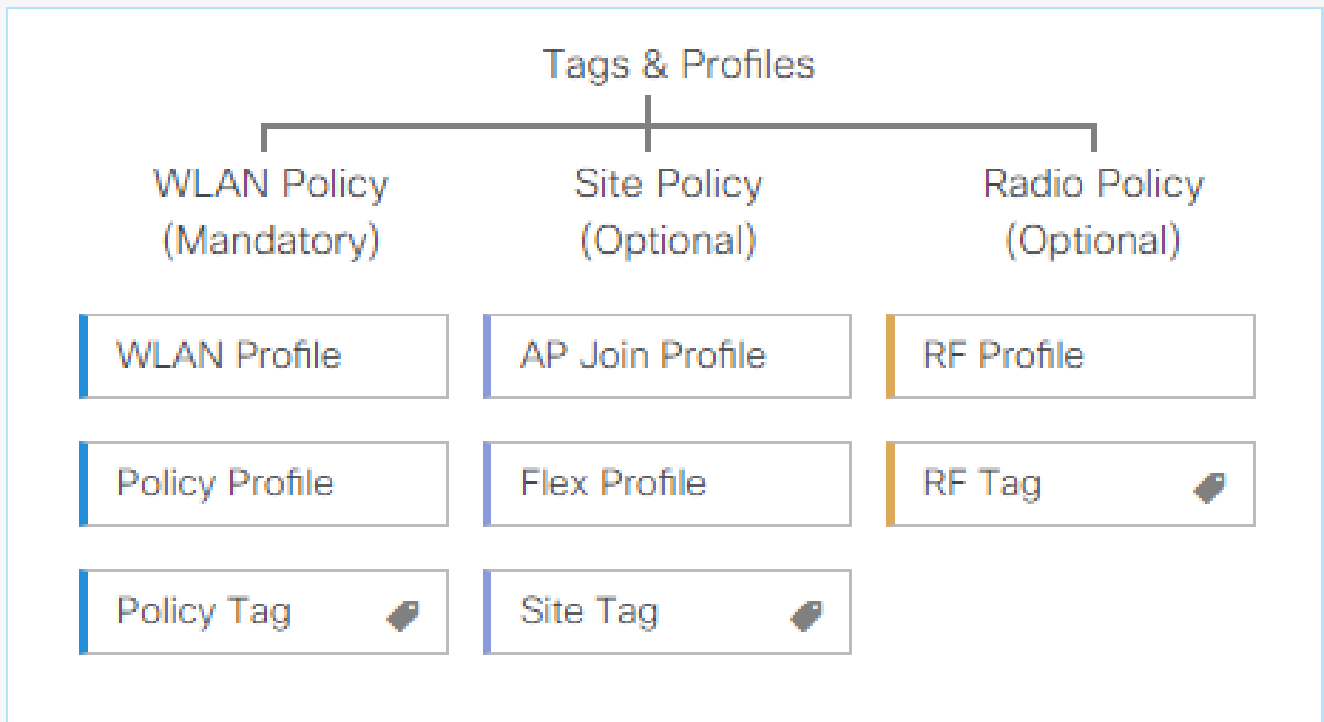 Tags & Profiles
WLAN Policy
(Mandatory)
Site Policy
(Optional)
Radio Policy
(Optional)
WLAN Profile
AP Join Profile
RF Profile
Policy Profile
Flex Profile
RF Tag
Policy Tag
Site Tag